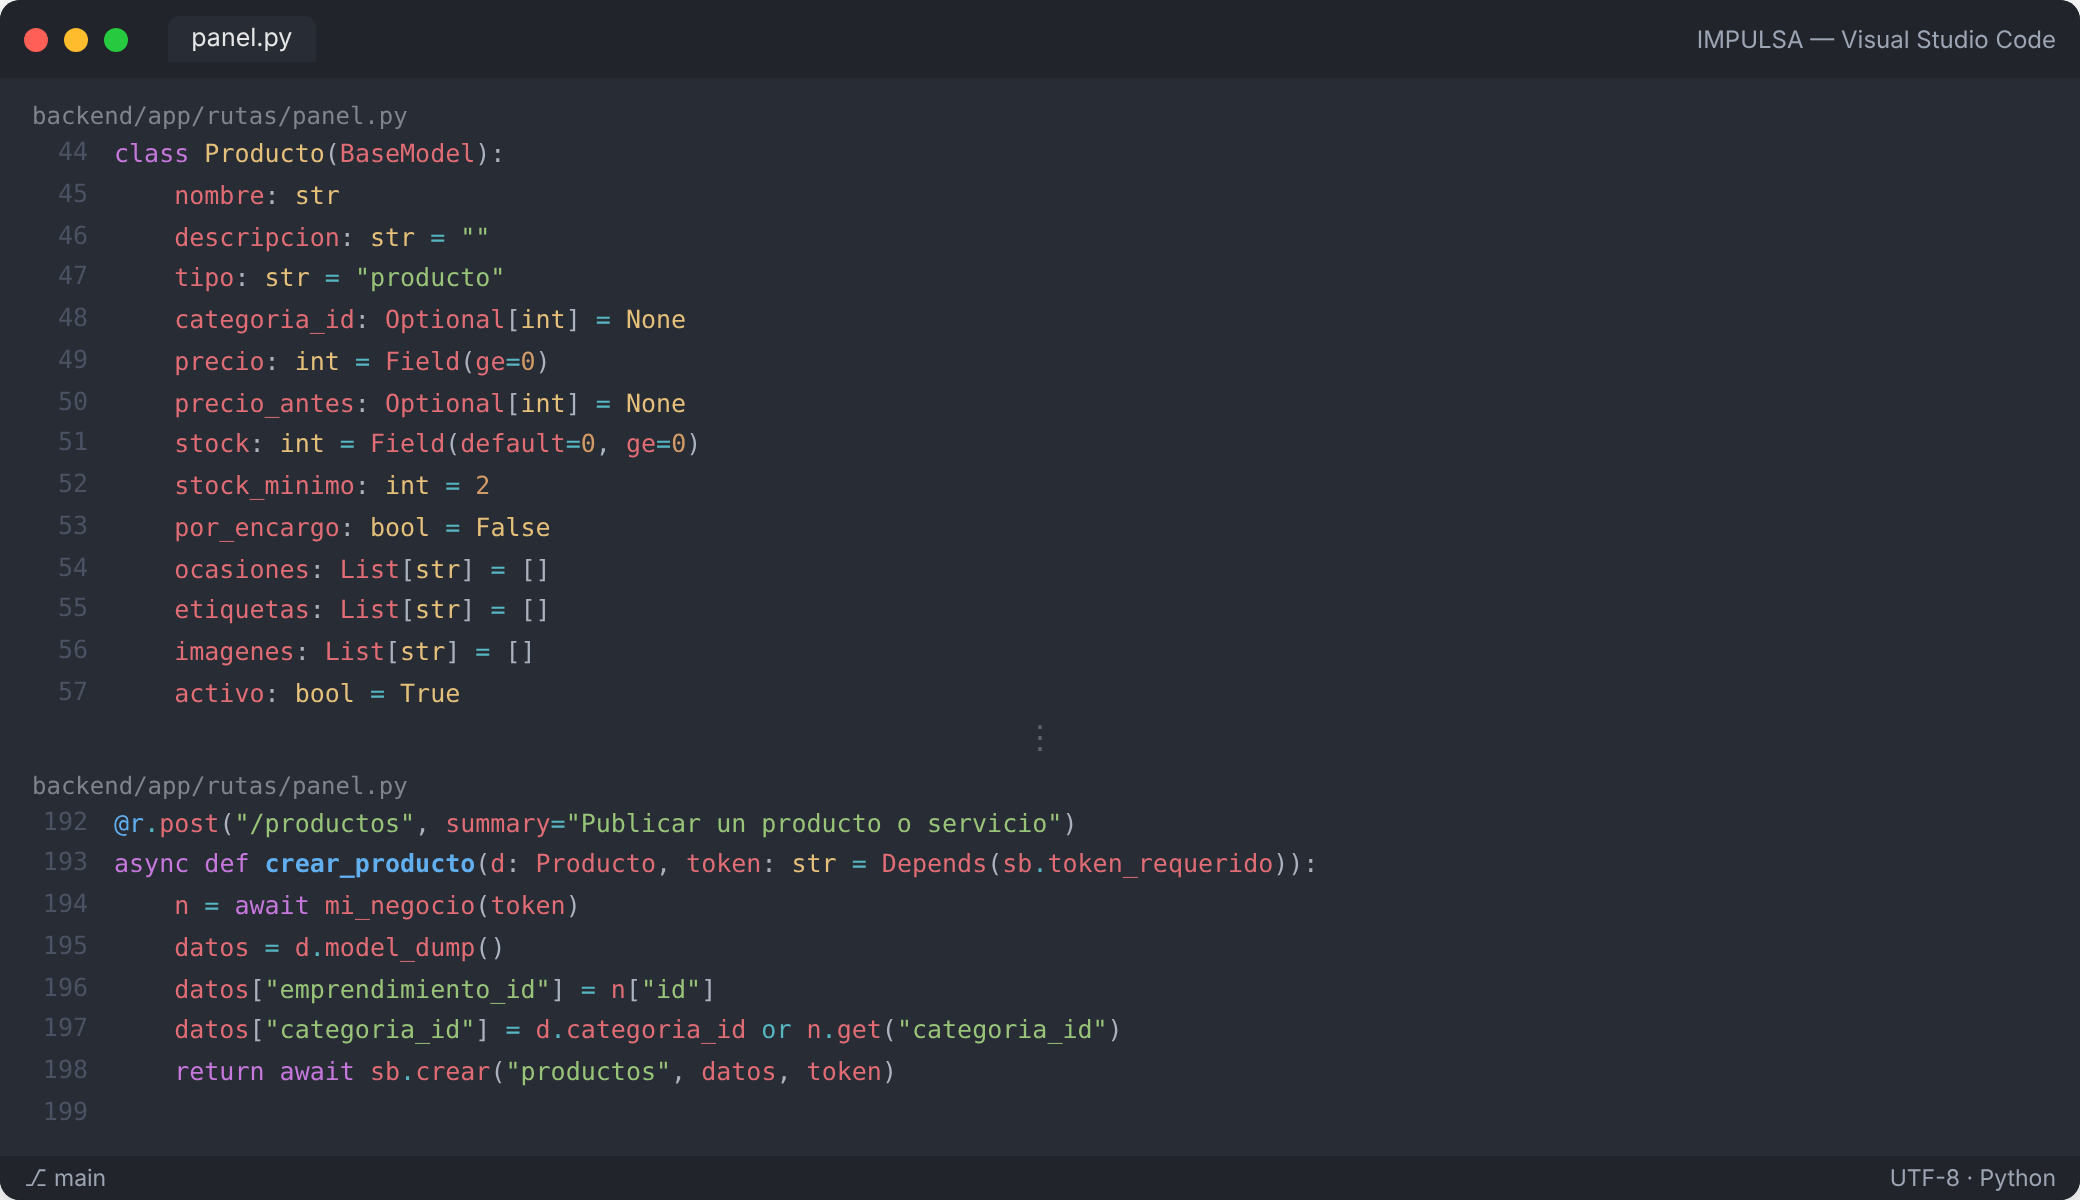 panel.py
IMPULSA — Visual Studio Code
backend/app/rutas/panel.py
44 class Producto(BaseModel):
45     nombre: str
46     descripcion: str = ""
47     tipo: str = "producto"
48     categoria_id: Optional[int] = None
49     precio: int = Field(ge=0)
50     precio_antes: Optional[int] = None
51     stock: int = Field(default=0, ge=0)
52     stock_minimo: int = 2
53     por_encargo: bool = False
54     ocasiones: List[str] = []
55     etiquetas: List[str] = []
56     imagenes: List[str] = []
57     activo: bool = True
⋮
backend/app/rutas/panel.py
192 @r.post("/productos", summary="Publicar un producto o servicio")
193 async def crear_producto(d: Producto, token: str = Depends(sb.token_requerido)):
194     n = await mi_negocio(token)
195     datos = d.model_dump()
196     datos["emprendimiento_id"] = n["id"]
197     datos["categoria_id"] = d.categoria_id or n.get("categoria_id")
198     return await sb.crear("productos", datos, token)
199
⎇ main
UTF-8 · Python